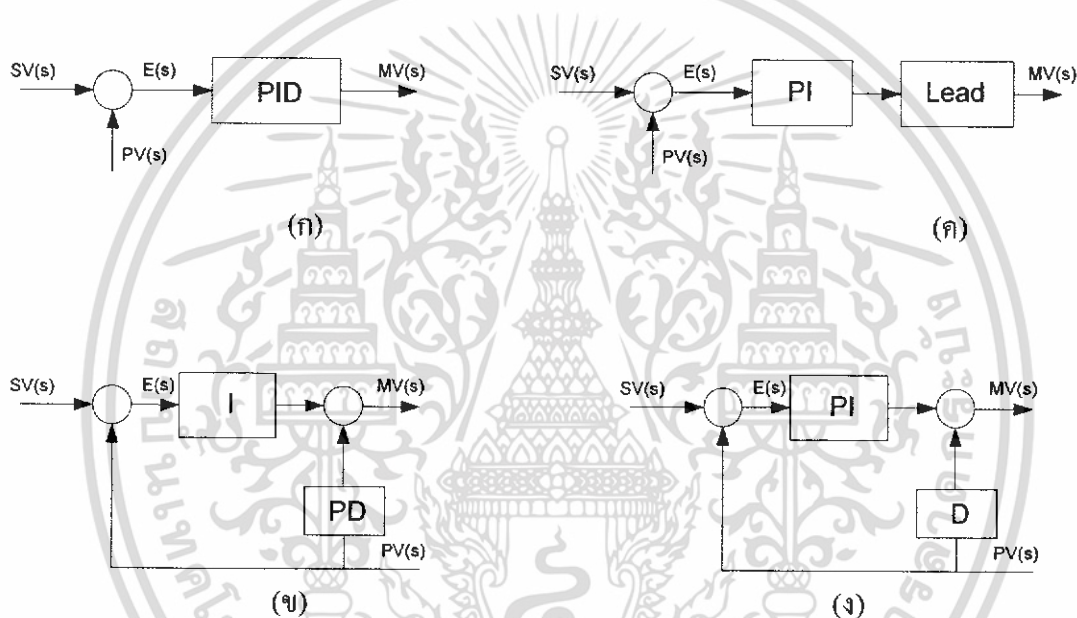 SV(s) E(s) PID MV(s)
PV(s)
(ก)
SV(s) E(s) PI Lead MV(s)
PV(s)
(ค)
SV(s) E(s) I MV(s)
PD
PV(s)
(ข)
SV(s) E(s) PI MV(s)
D
PV(s)
(ง)